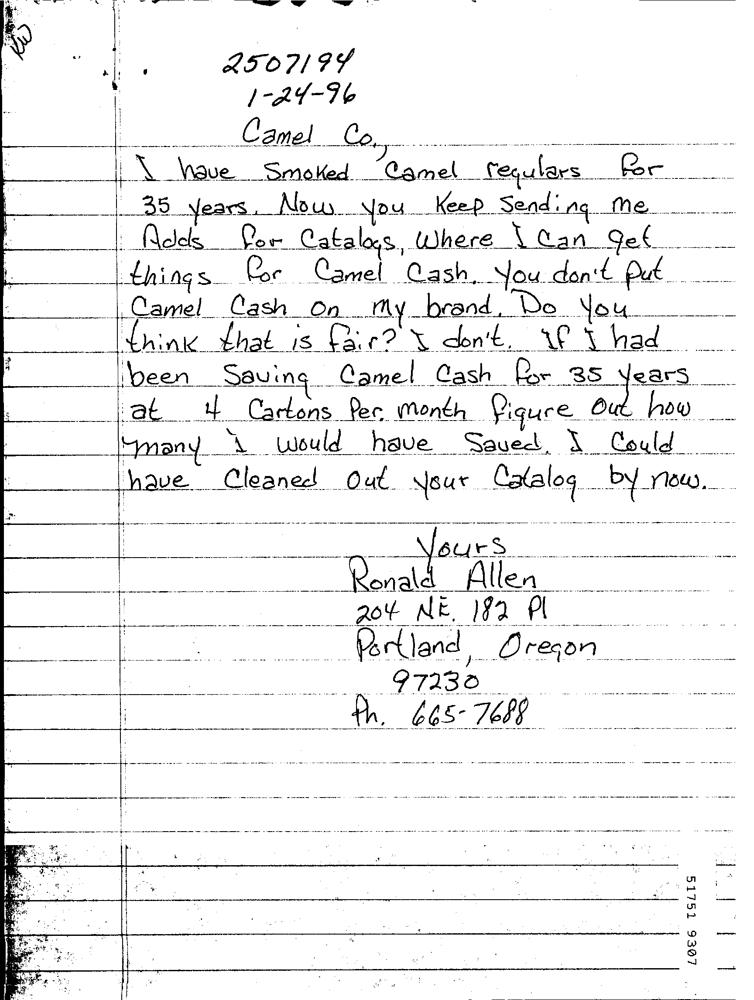 KW
2507194
1-24-96
Camel Co.,
I have Smoked Camel regulars for
35 years. Now you keep sending me
Adds for Catalogs, Where I Can get
things for Camel Cash. You don't put
Camel Cash on my brand. Do you
think that is fair? I don't. If I had
been Saving Camel Cash for 35 years
at 4 Cartons Per. month figure out how
many I would have Saved. I Could
have Cleaned Out your Catalog by now.
Yours
Ronald Allen
204 NE. 182 Pl
Portland, Oregon
97230
Ph. 665-7688
51751 9307